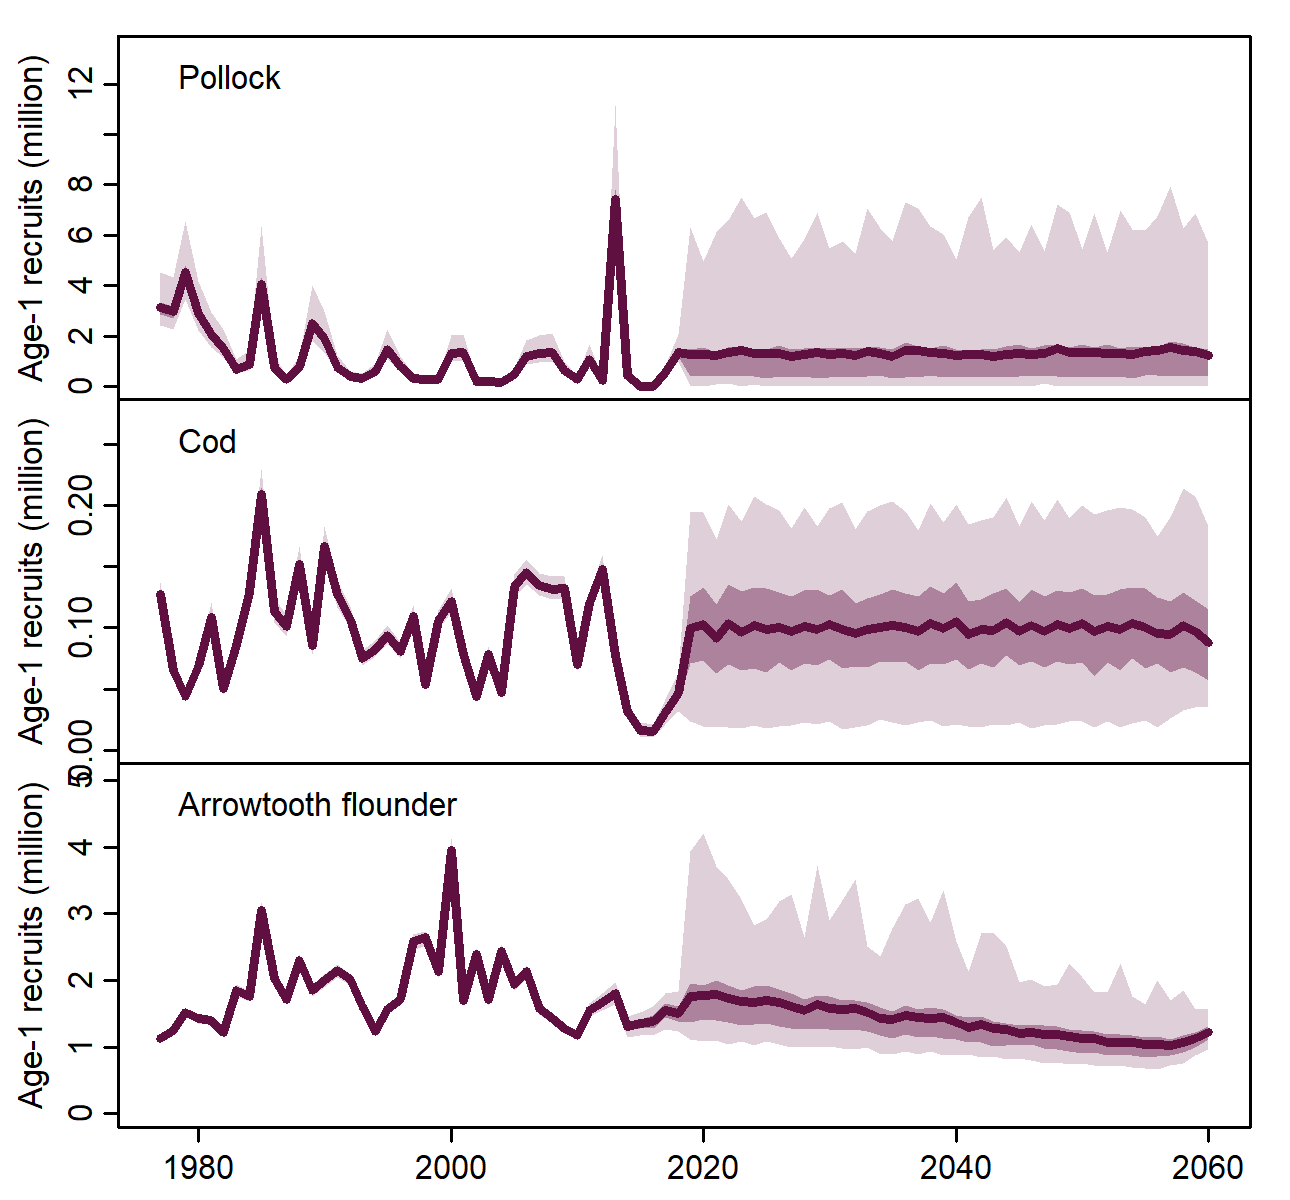 Pollock
Age-1 recruits (million)
12
8
6
4
2
0
Cod
Age-1 recruits (million)
0.20
0.10
0.00
Arrowtooth flounder
Age-1 recruits (million)
5
4
3
2
1
0
1980 2000 2020 2040 2060